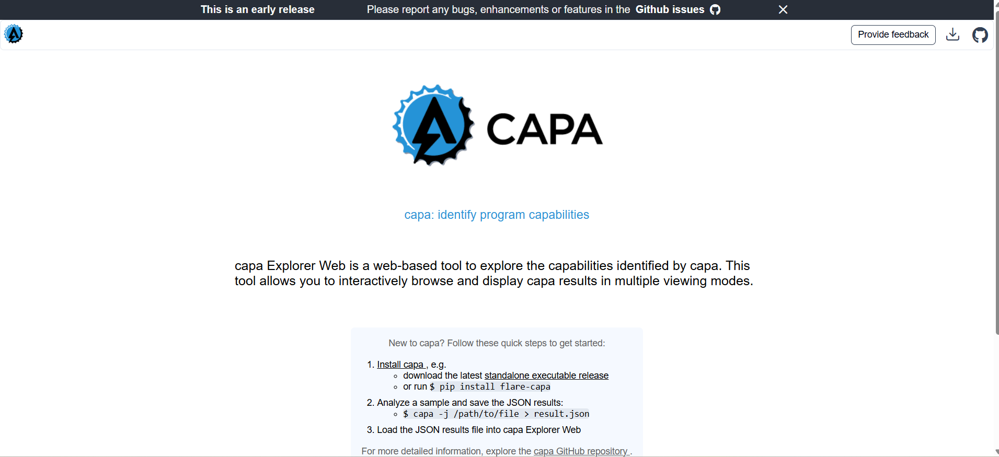 This is an early release Please report any bugs, enhancements or features in the Github issues
Provide feedback
CAPA
capa: identify program capabilities
capa Explorer Web is a web-based tool to explore the capabilities identified by capa. This
tool allows you to interactively browse and display capa results in multiple viewing modes.
New to capa? Follow these quick steps to get started:
1. Install capa , e.g.
download the latest standalone executable release
or run $ pip install flare-capa
2. Analyze a sample and save the JSON results:
$ capa -j /path/to/file > result.json
3. Load the JSON results file into capa Explorer Web
For more detailed information, explore the capa GitHub repository .